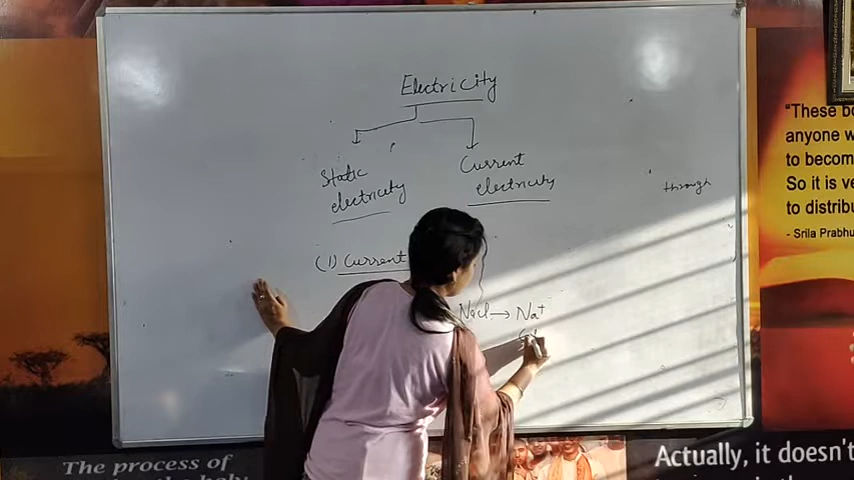 Electricity
Static
electricity
Current
electricity
through
(1) Current
Nacl → Na+
"These
anyone w
to becom
So it is ve
to distribu
- Srila Prabhu
The process of
Actually, it doesn't